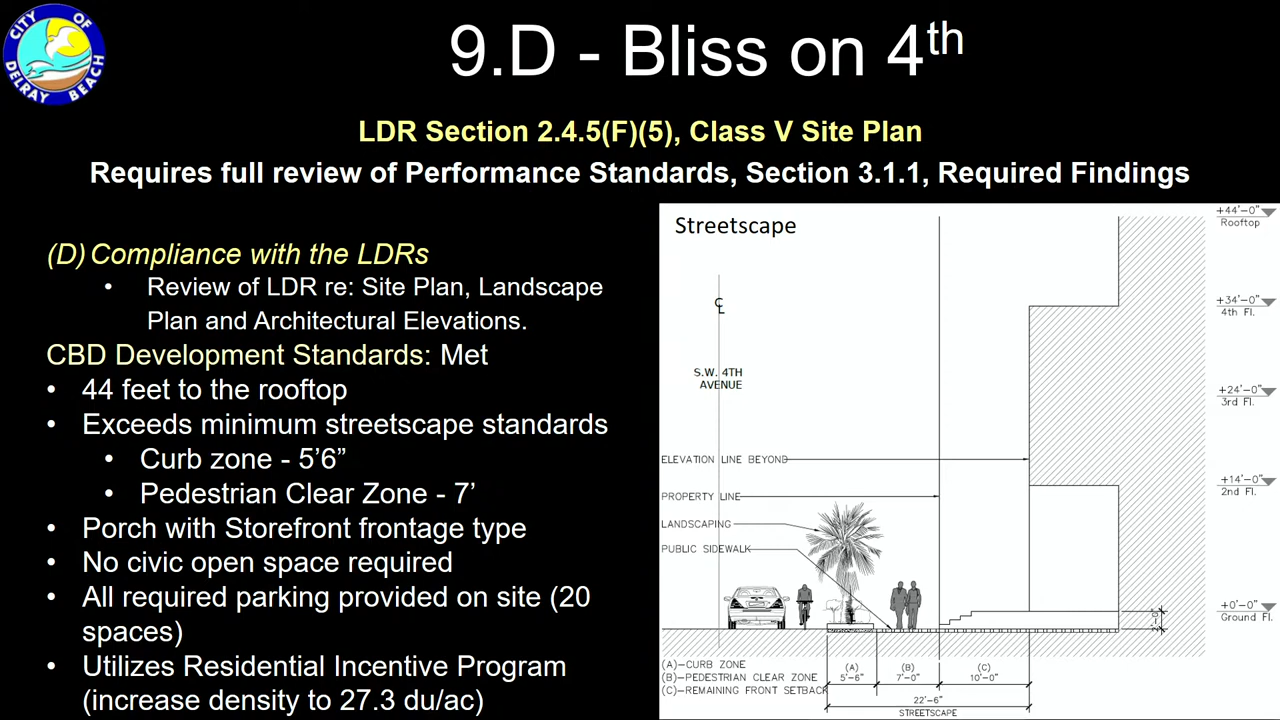 CITY OF
DELRAY BEACH
9.D - Bliss on 4th
LDR Section 2.4.5(F)(5), Class V Site Plan
Requires full review of Performance Standards, Section 3.1.1, Required Findings
(D) Compliance with the LDRs
• Review of LDR re: Site Plan, Landscape
Plan and Architectural Elevations.
CBD Development Standards: Met
• 44 feet to the rooftop
• Exceeds minimum streetscape standards
• Curb zone - 5’6”
• Pedestrian Clear Zone - 7’
• Porch with Storefront frontage type
• No civic open space required
• All required parking provided on site (20
spaces)
• Utilizes Residential Incentive Program
(increase density to 27.3 du/ac)
Streetscape
+44'-0"
Rooftop
℄
+34'-0"
4th Fl.
S.W. 4TH
AVENUE
+24'-0"
3rd Fl.
ELEVATION LINE BEYOND
+14'-0"
2nd Fl.
PROPERTY LINE
LANDSCAPING
PUBLIC SIDEWALK
+0'-0"
Ground Fl.
(A)-CURB ZONE
(B)-PEDESTRIAN CLEAR ZONE
(C)-REMAINING FRONT SETBACK
(A) (B) (C)
5'-6" 7'-0" 10'-0"
22'-6"
STREETSCAPE